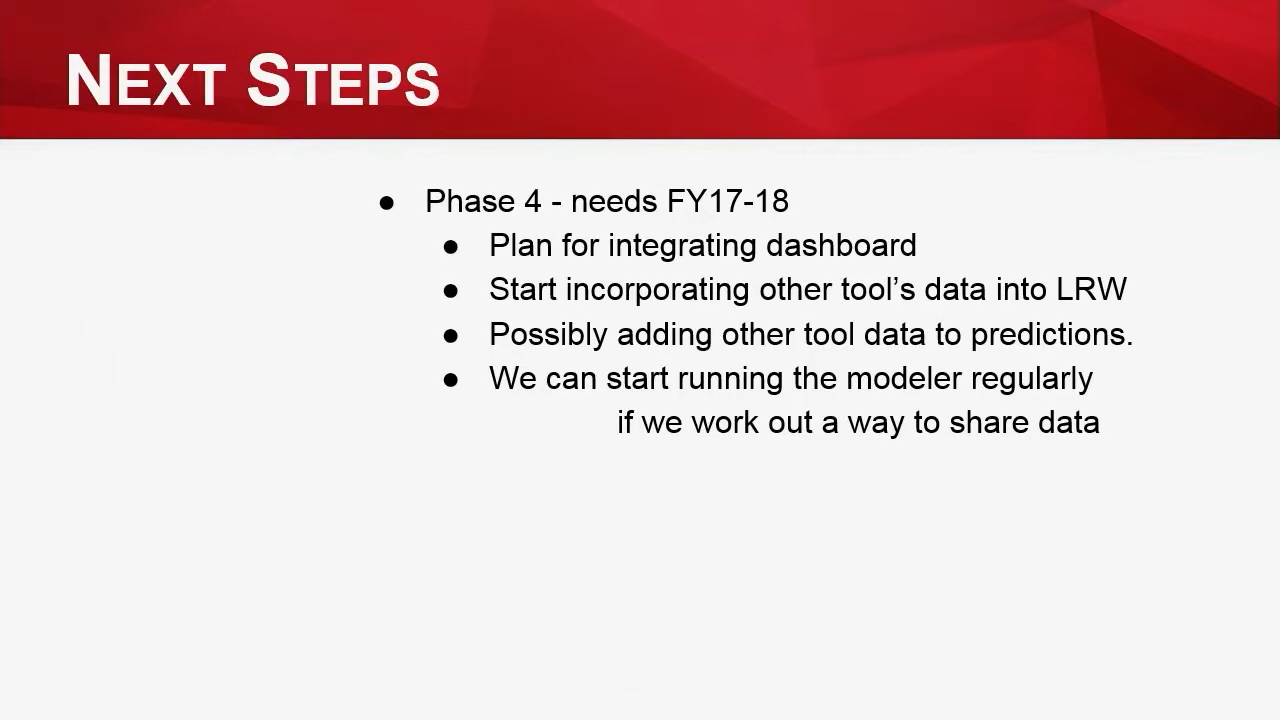 NEXT STEPS
● Phase 4 - needs FY17-18
● Plan for integrating dashboard
● Start incorporating other tool’s data into LRW
● Possibly adding other tool data to predictions.
● We can start running the modeler regularly
if we work out a way to share data